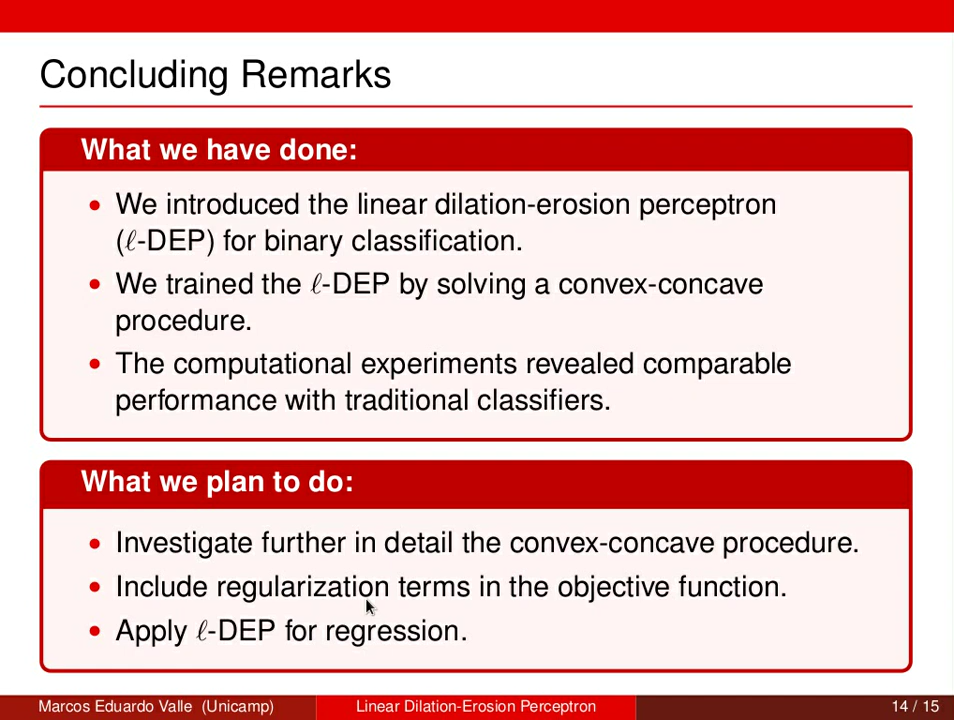 Concluding Remarks
What we have done:
• We introduced the linear dilation-erosion perceptron
(ℓ-DEP) for binary classification.
• We trained the ℓ-DEP by solving a convex-concave
procedure.
• The computational experiments revealed comparable
performance with traditional classifiers.
What we plan to do:
• Investigate further in detail the convex-concave procedure.
• Include regularization terms in the objective function.
• Apply ℓ-DEP for regression.
Marcos Eduardo Valle (Unicamp) Linear Dilation-Erosion Perceptron 14 / 15